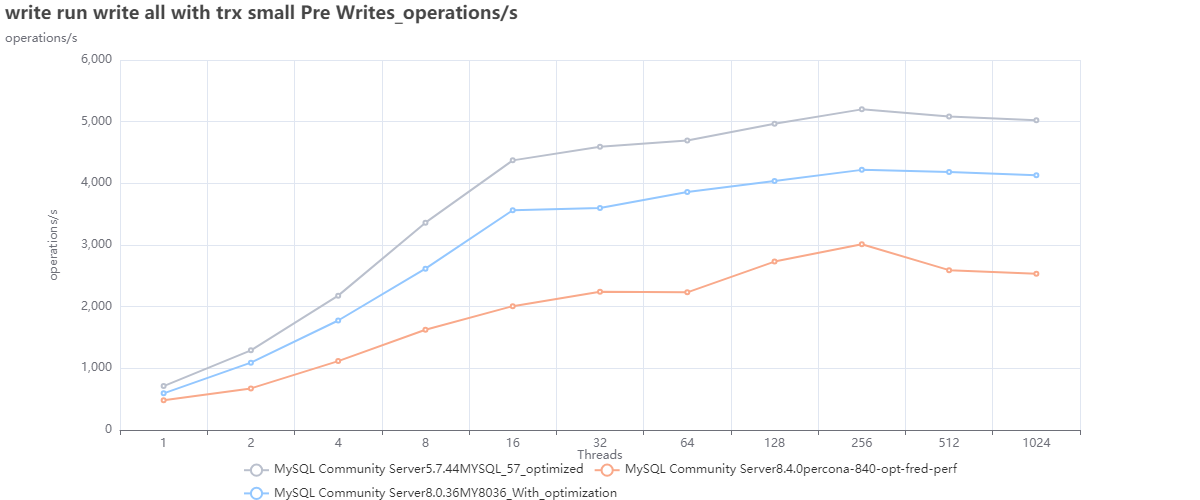 write run write all with trx small Pre Writes_operations/s
operations/s
6,000
5,000
4,000
3,000
2,000
1,000
0
operations/s
1 2 4 8 16 32 64 128 256 512 1024
Threads
MySQL Community Server5.7.44MYSQL_57_optimized MySQL Community Server8.4.0percona-840-opt-fred-perf
MySQL Community Server8.0.36MY8036_With_optimization